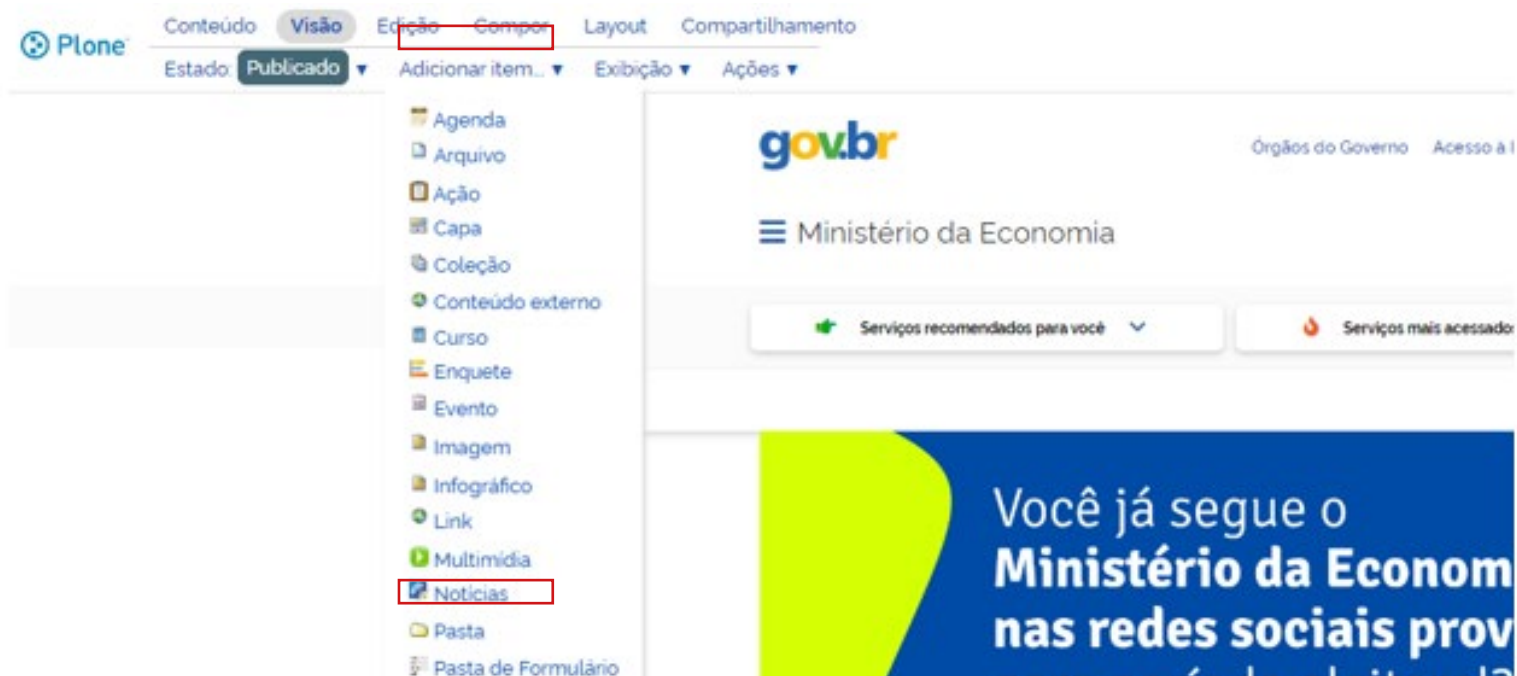 Plone
Conteúdo Visão Edição Compor Layout Compartilhamento
Estado: Publicado ▼ Adicionar item... ▼ Exibição ▼ Ações ▼
Agenda
Arquivo
Ação
Capa
Coleção
Conteúdo externo
Curso
Enquete
Evento
Imagem
Infográfico
Link
Multimídia
Notícias
Pasta
Pasta de Formulário
gov.br
Órgãos do Governo Acesso à
Ministério da Economia
Serviços recomendados para você
Serviços mais acessados
Você já segue o
Ministério da Econom
nas redes sociais prov